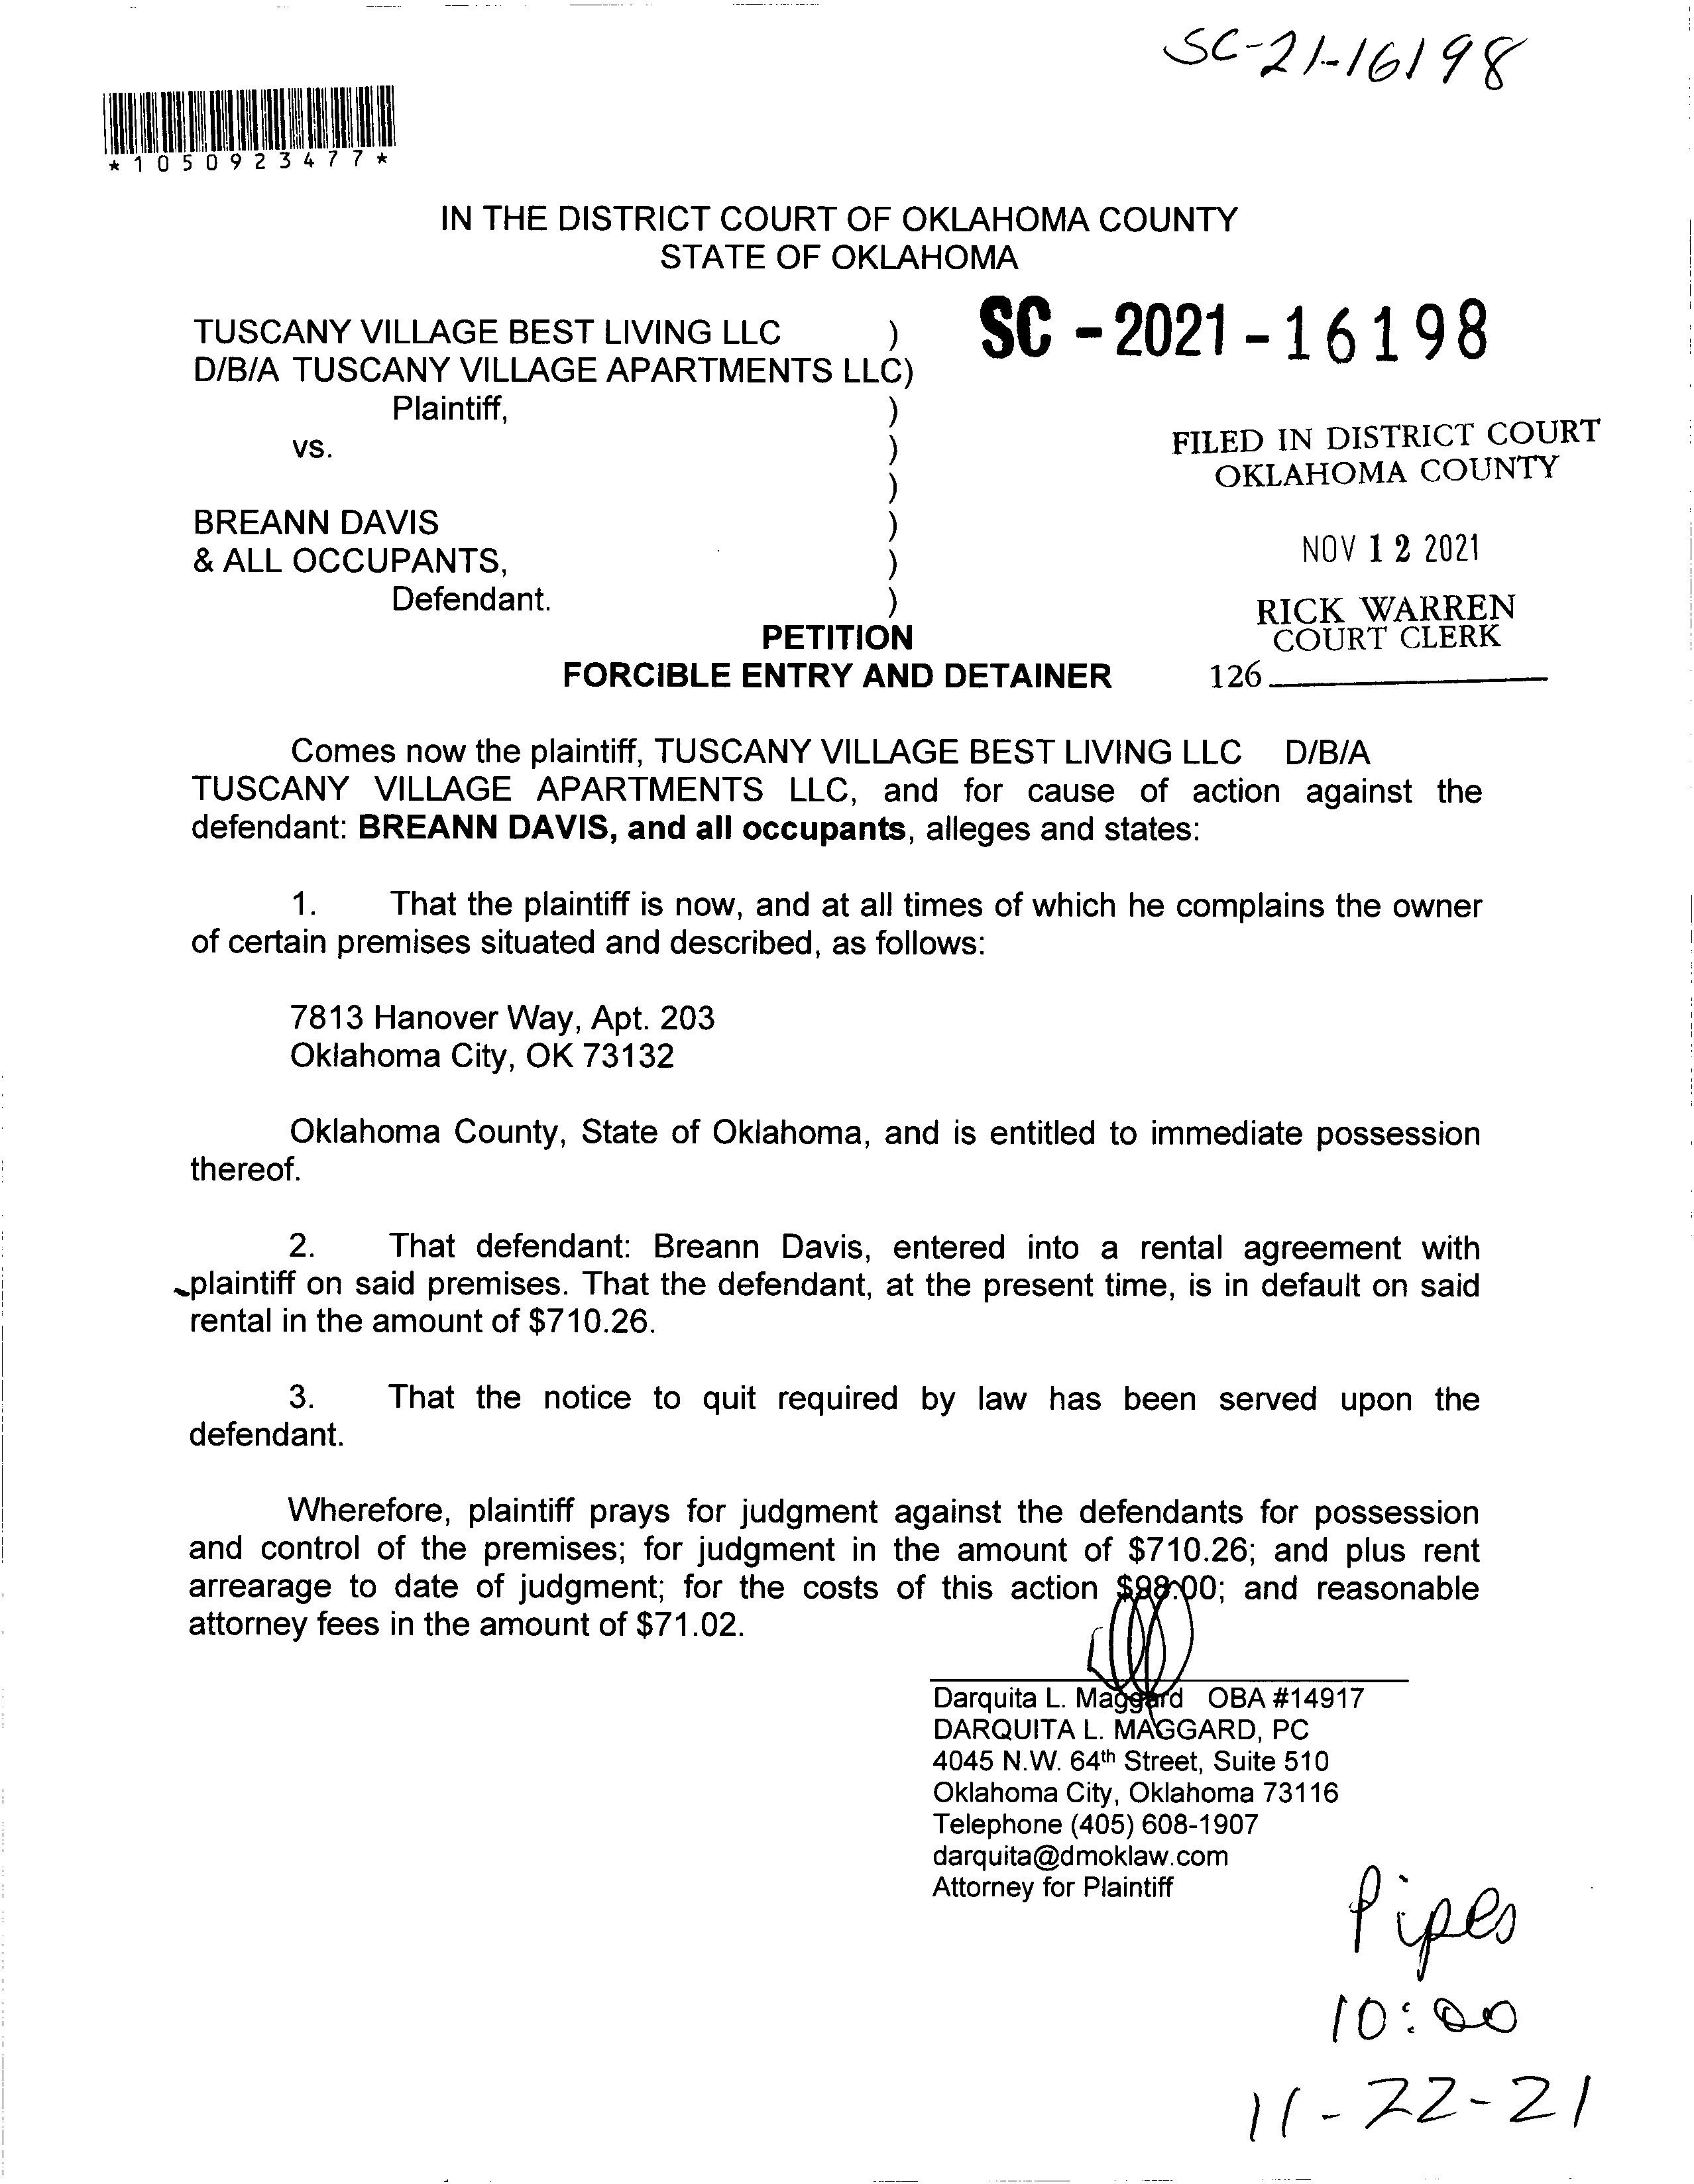 SC-21-16198
*1050923477*
IN THE DISTRICT COURT OF OKLAHOMA COUNTY
STATE OF OKLAHOMA
TUSCANY VILLAGE BEST LIVING LLC )
D/B/A TUSCANY VILLAGE APARTMENTS LLC)
Plaintiff, )
vs. )
)
BREANN DAVIS )
& ALL OCCUPANTS, )
Defendant. )
SC - 2021 - 16198
FILED IN DISTRICT COURT
OKLAHOMA COUNTY
NOV 12 2021
RICK WARREN
COURT CLERK
126
PETITION
FORCIBLE ENTRY AND DETAINER
Comes now the plaintiff, TUSCANY VILLAGE BEST LIVING LLC D/B/A
TUSCANY VILLAGE APARTMENTS LLC, and for cause of action against the
defendant: BREANN DAVIS, and all occupants, alleges and states:
1. That the plaintiff is now, and at all times of which he complains the owner
of certain premises situated and described, as follows:
7813 Hanover Way, Apt. 203
Oklahoma City, OK 73132
Oklahoma County, State of Oklahoma, and is entitled to immediate possession
thereof.
2. That defendant: Breann Davis, entered into a rental agreement with
plaintiff on said premises. That the defendant, at the present time, is in default on said
rental in the amount of $710.26.
3. That the notice to quit required by law has been served upon the
defendant.
Wherefore, plaintiff prays for judgment against the defendants for possession
and control of the premises; for judgment in the amount of $710.26; and plus rent
arrearage to date of judgment; for the costs of this action $98.00; and reasonable
attorney fees in the amount of $71.02.
Darquita L. Maggard OBA #14917
DARQUITA L. MAGGARD, PC
4045 N.W. 64th Street, Suite 510
Oklahoma City, Oklahoma 73116
Telephone (405) 608-1907
darquita@dmoklaw.com
Attorney for Plaintiff
Pipes
10:00
11-22-21